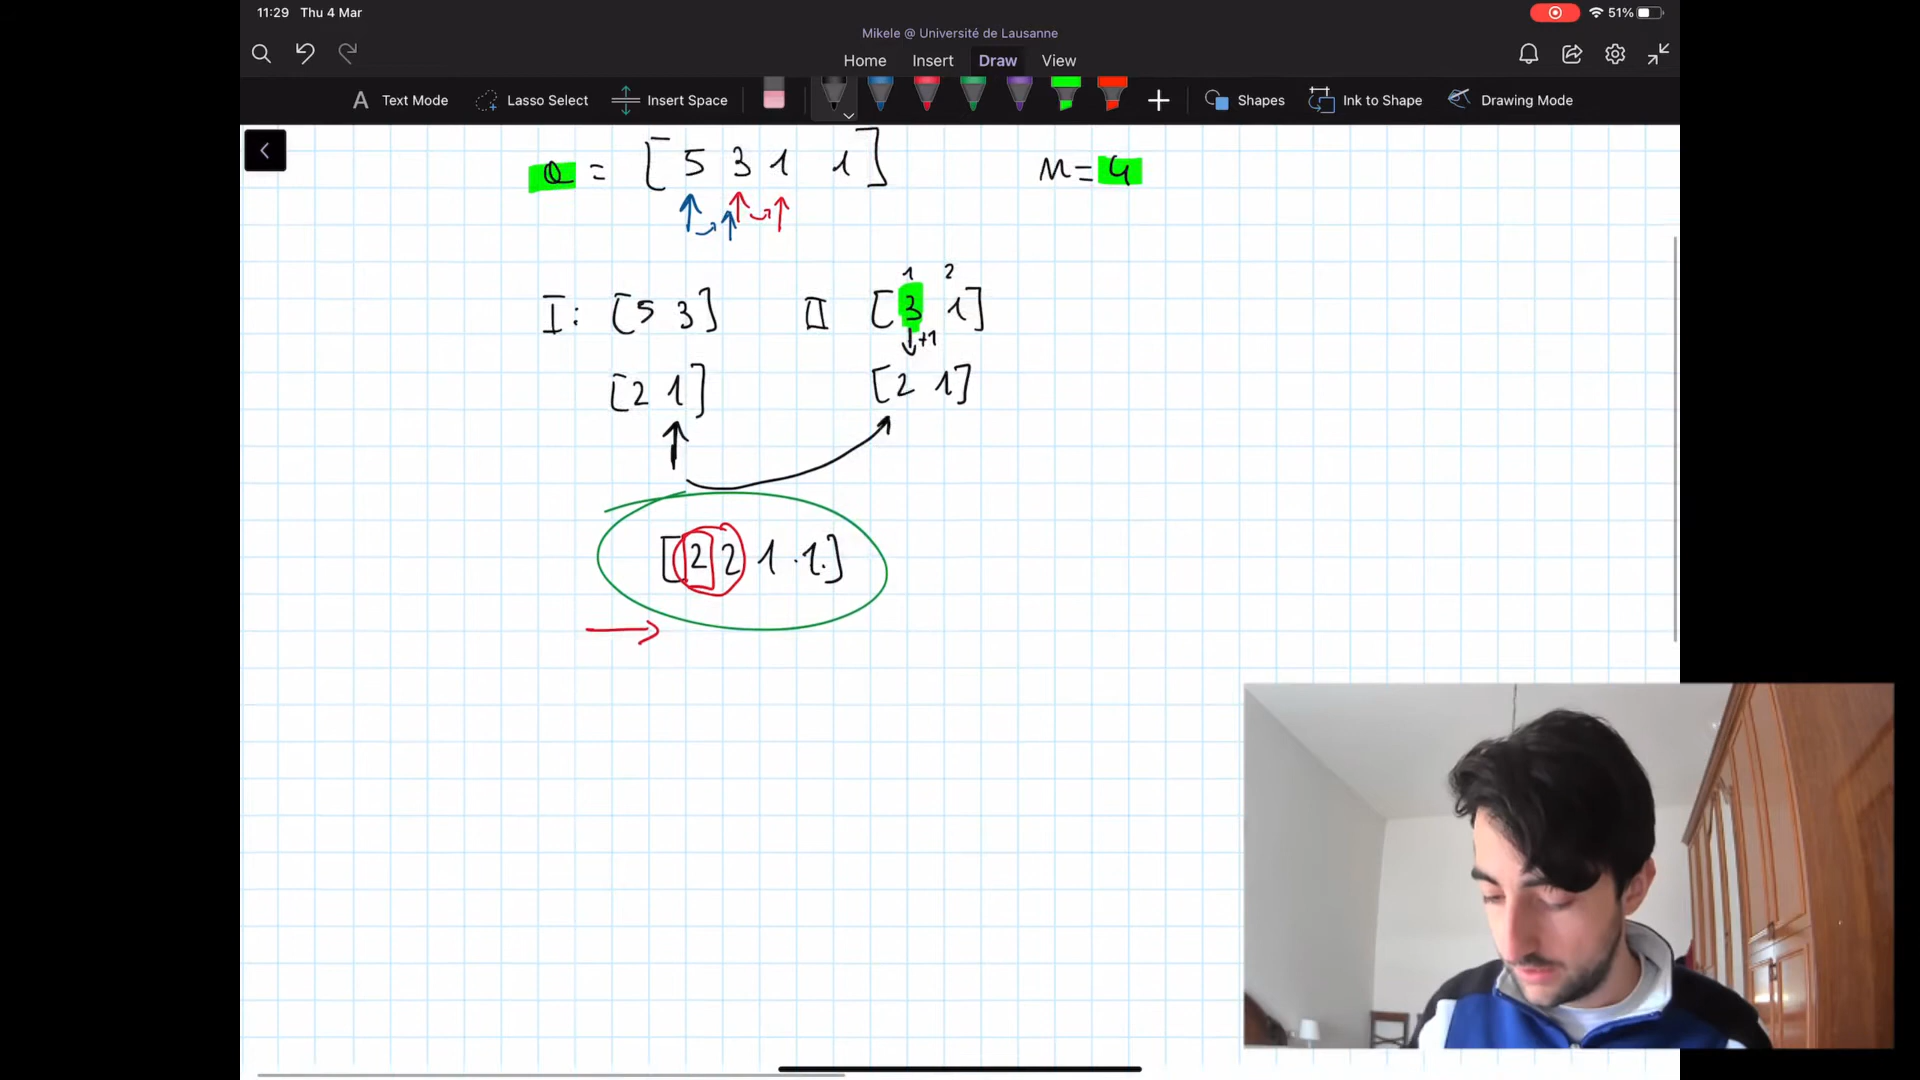 11:29 Thu 4 Mar
51%
Mikele @ Université de Lausanne
Home Insert Draw View
A Text Mode Lasso Select Insert Space Shapes Ink to Shape Drawing Mode
= [ 5 3 1 1 ]
= 4
1 2
I: [5 3] II [3 1]
+1
[2 1] [2 1]
[2 2 1 . 1.]